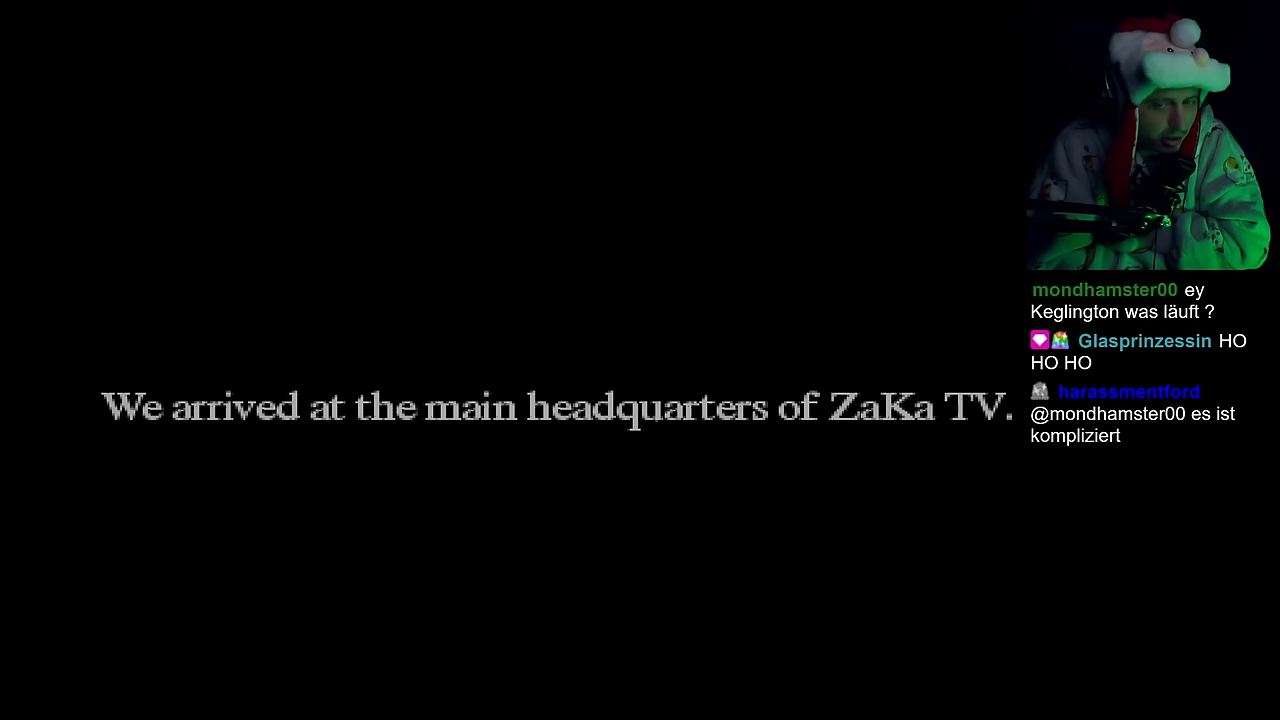 We arrived at the main headquarters of ZaKa TV.
mondhamster00 ey
Keglington was läuft ?
Glasprinzessin HO
HO HO
harassmentford
@mondhamster00 es ist
kompliziert